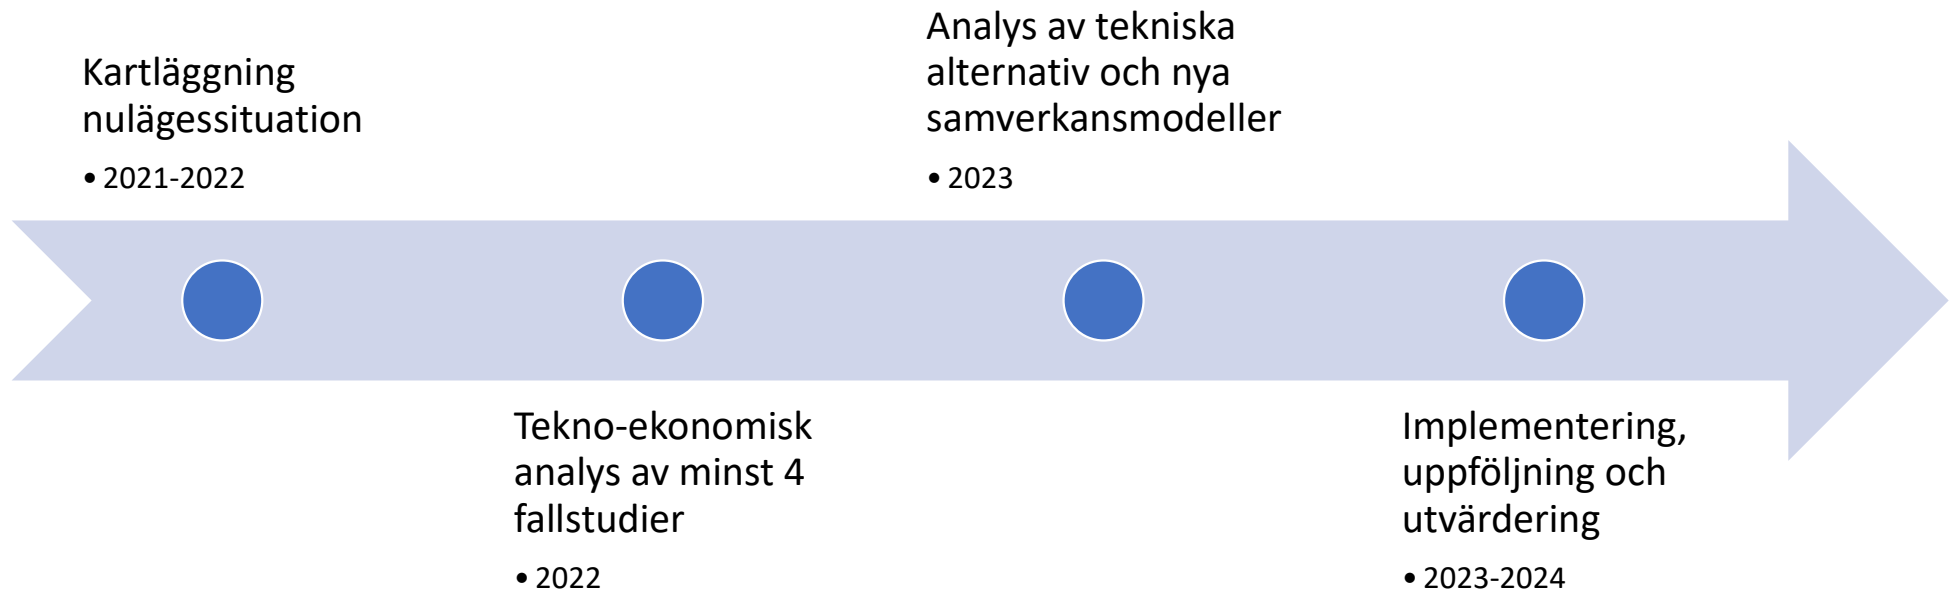 Kartläggning
nulägessituation
• 2021-2022
Tekno-ekonomisk
analys av minst 4
fallstudier
• 2022
Analys av tekniska
alternativ och nya
samverkansmodeller
• 2023
Implementering,
uppföljning och
utvärdering
• 2023-2024